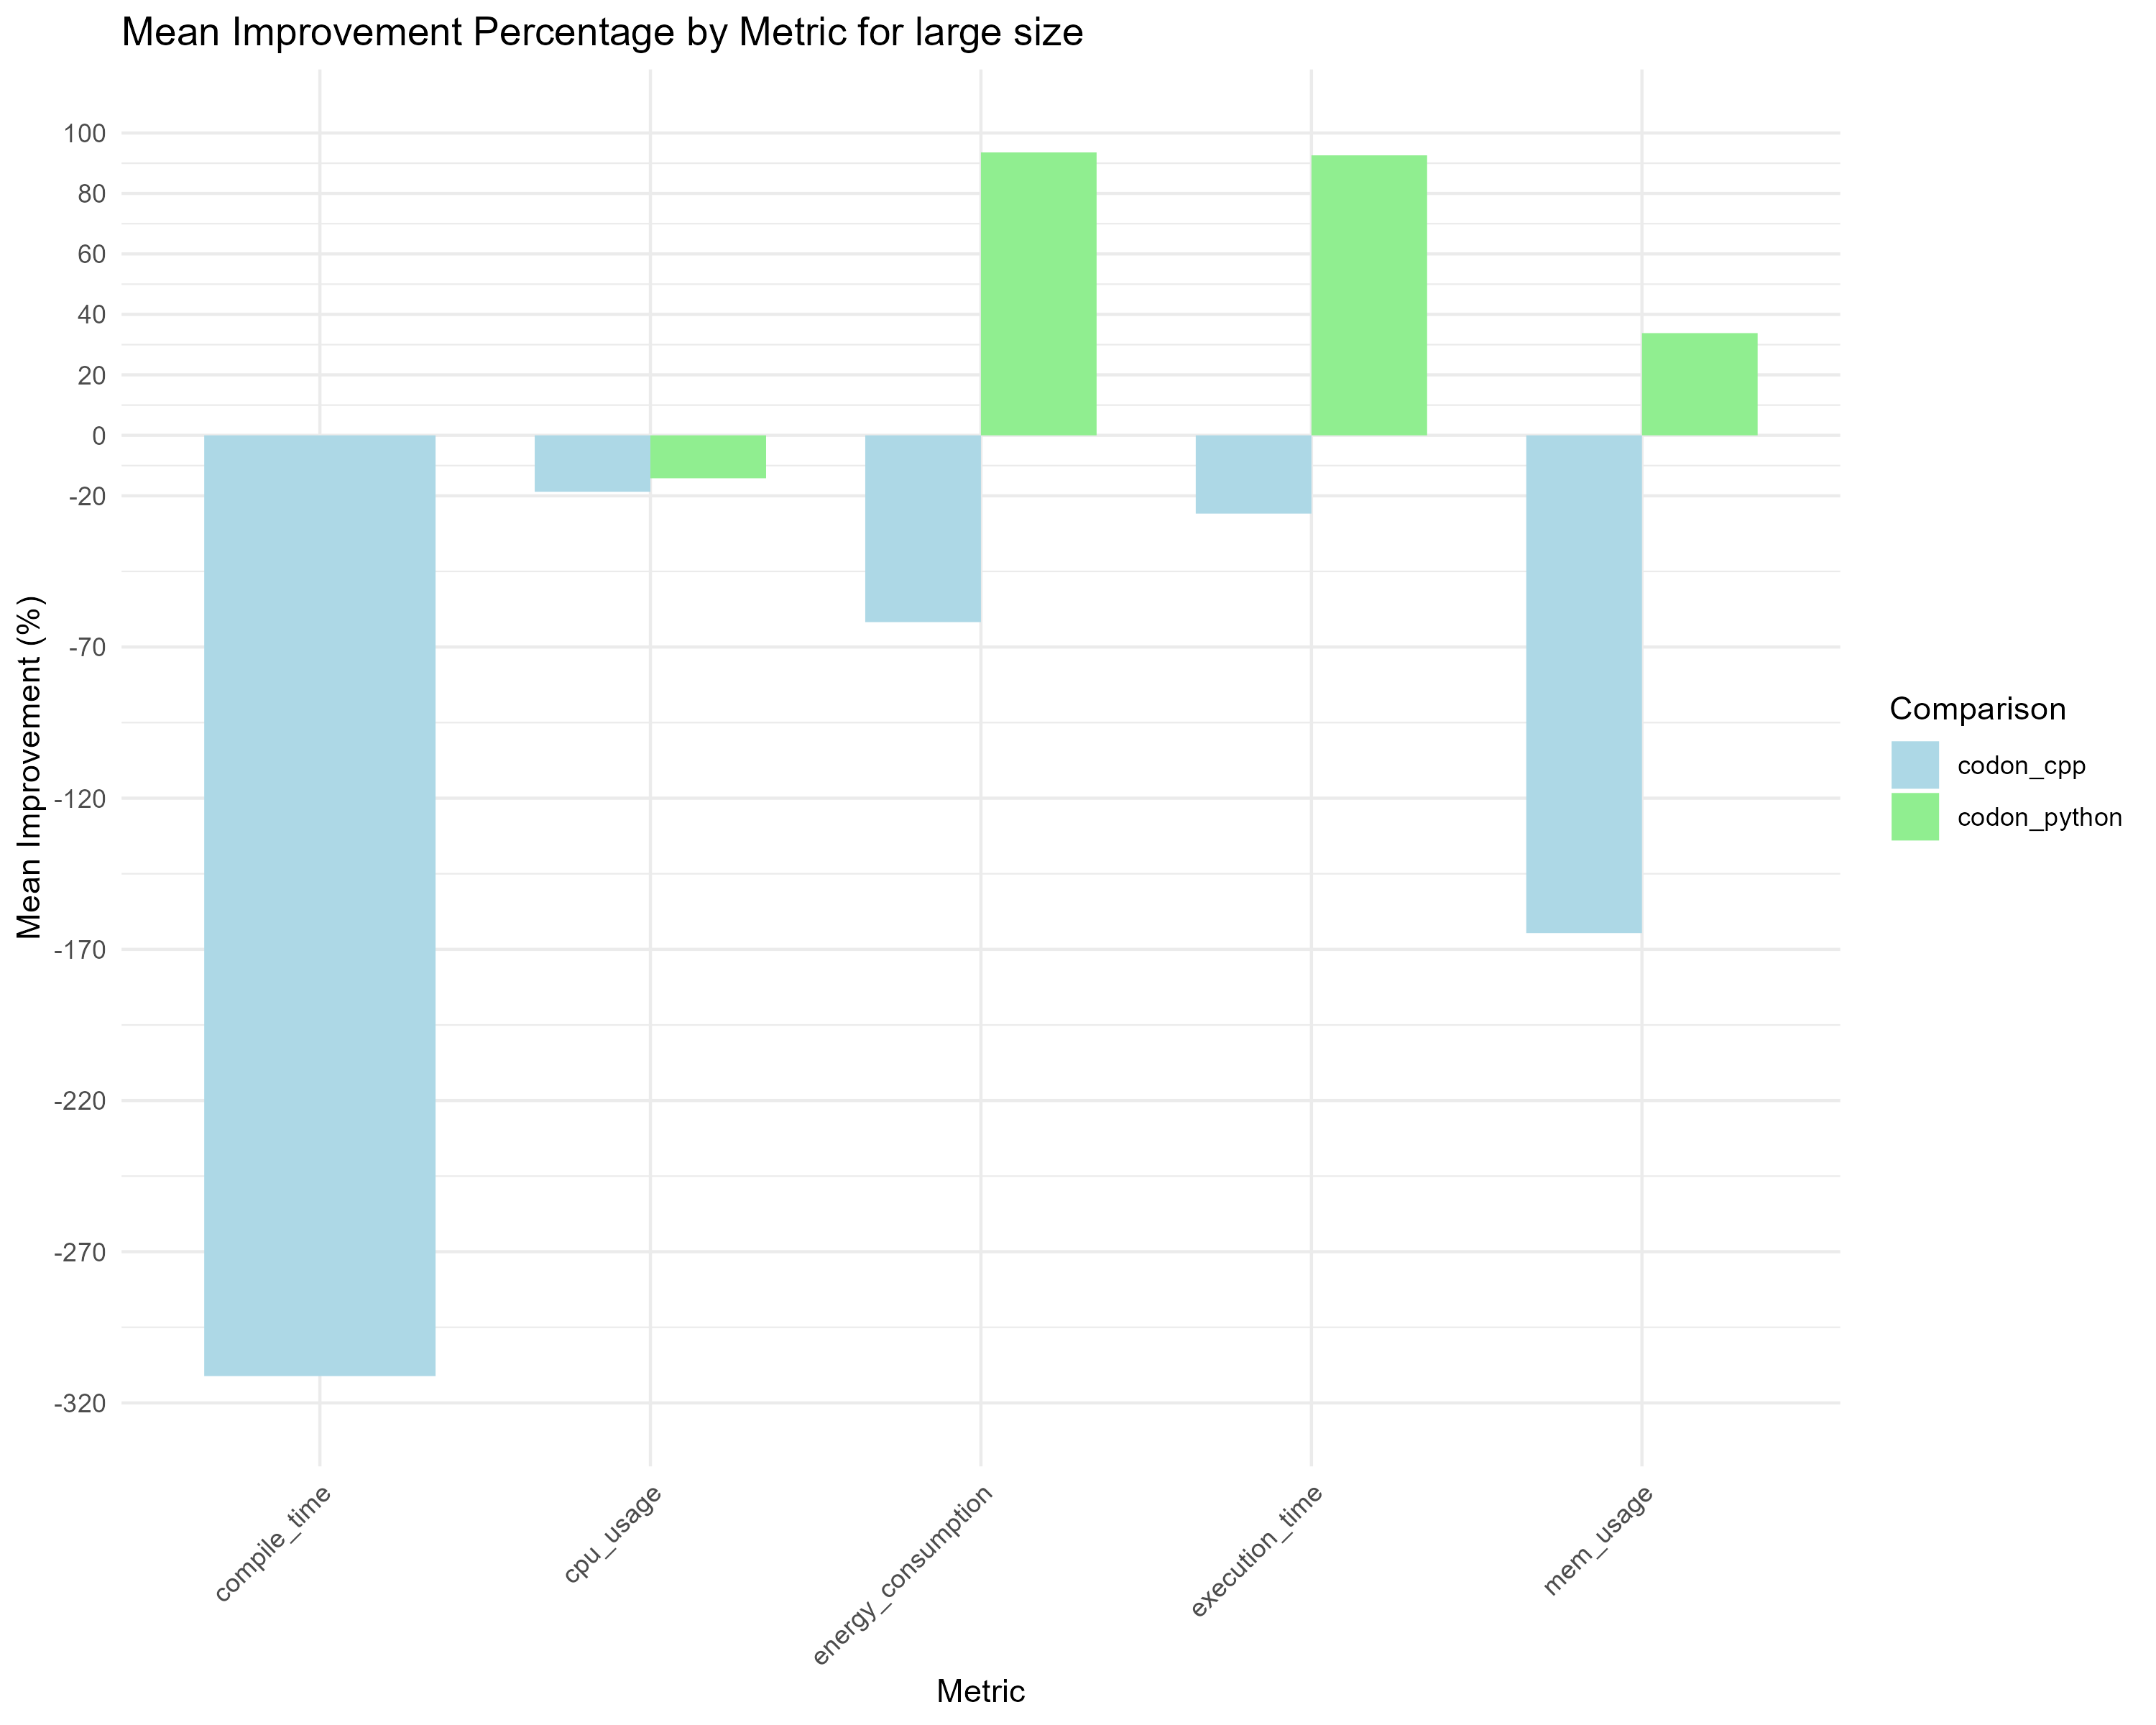 Mean Improvement Percentage by Metric for large size
100
80
60
40
20
0
-20
-70
-120
-170
-220
-270
-320
Mean Improvement (%)
compile_time
cpu_usage
energy_consumption
execution_time
mem_usage
Metric
Comparison
codon_cpp
codon_python